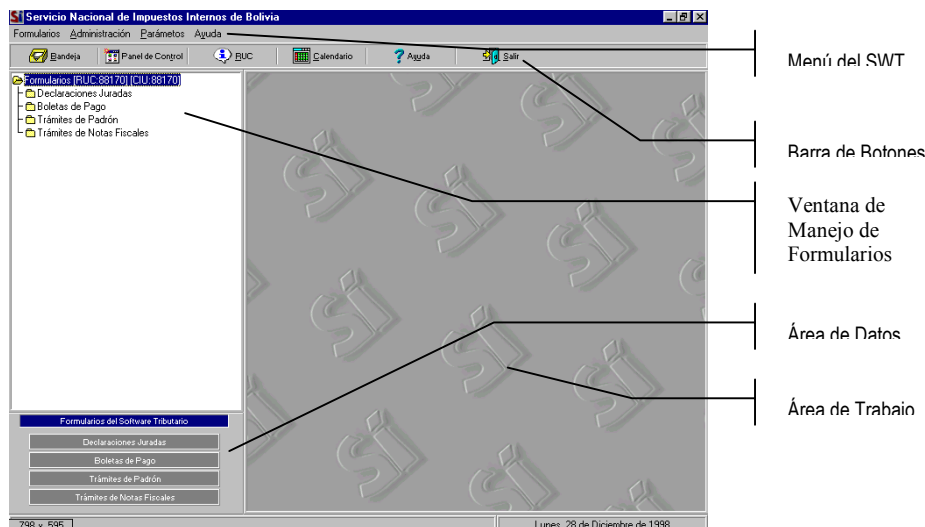 Servicio Nacional de Impuestos Internos de Bolivia
Formularios Administración Parámetos Ayuda
Bandeja Panel de Control RUC Calendario Ayuda Salir
Formularios [RUC:88170] [CIU:88170]
Declaraciones Juradas
Boletas de Pago
Trámites de Padrón
Trámites de Notas Fiscales
Formularios del Software Tributario
Declaraciones Juradas
Boletas de Pago
Trámites de Padrón
Trámites de Notas Fiscales
798 x 595
Lunes, 28 de Diciembre de 1998
Menú del SWT
Barra de Botones
Ventana de
Manejo de
Formularios
Área de Datos
Área de Trabajo